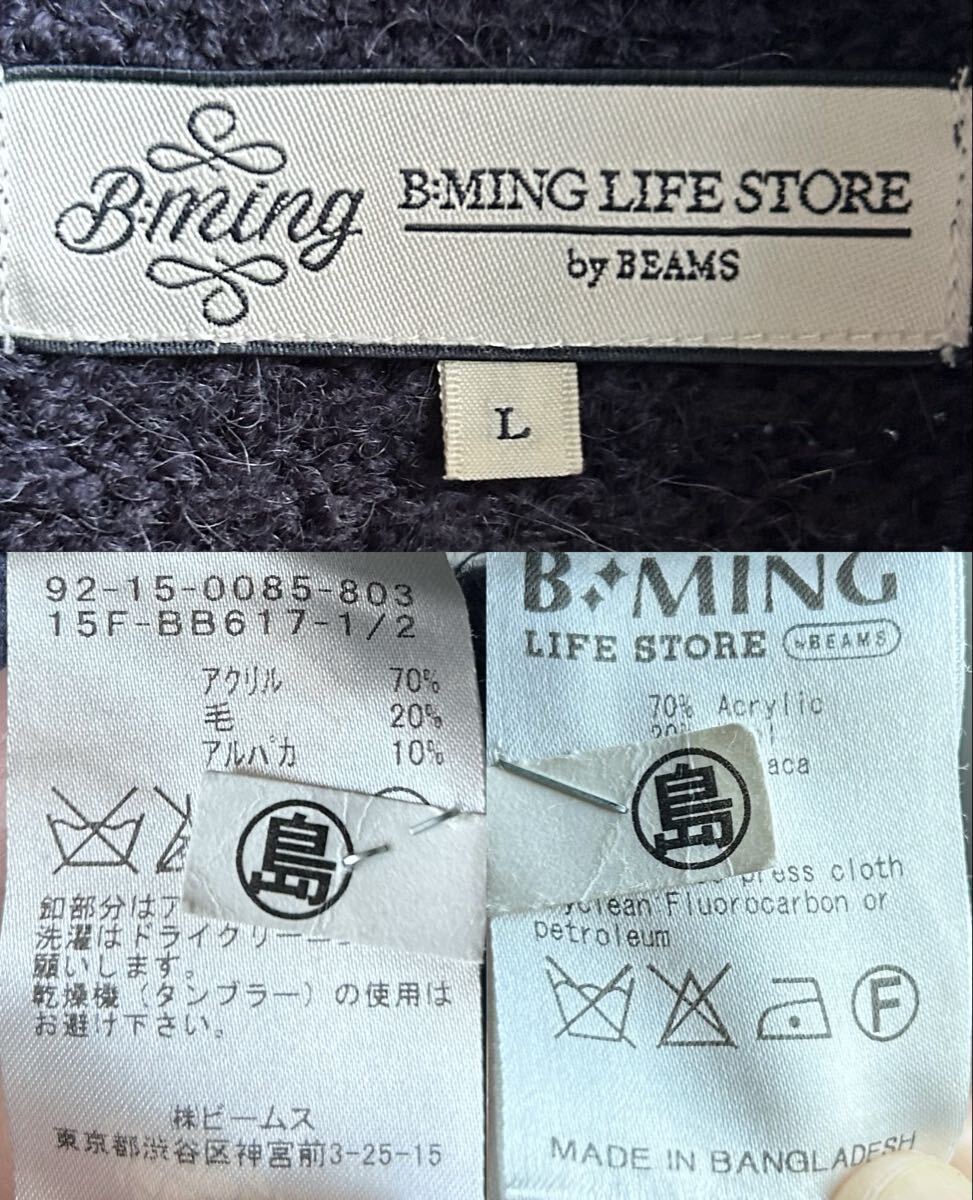 B:ming
B:MING LIFE STORE
by BEAMS
L
92-15-0085-803
15F-BB617-1/2
アクリル 70%
毛 20%
アルパカ 10%
島
釦部分はア
洗濯はドライクリーニ
願いします。
乾燥機（タンブラー）の使用は
お避け下さい。
株ビームス
東京都渋谷区神宮前3-25-15
B:MING
LIFE STORE by BEAMS
70% Acrylic
島
press cloth
Fluorocarbon or
petroleum
F
MADE IN BANGLADESH